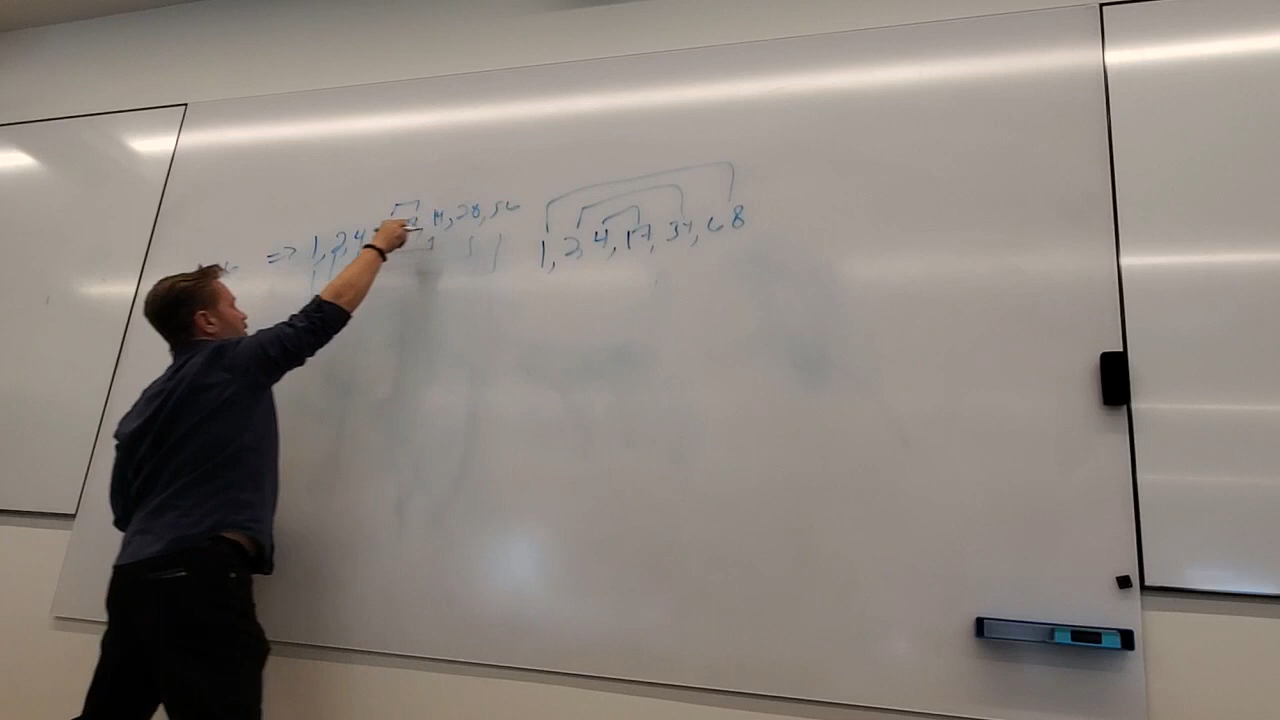 => 1, 2, 4 14, 28, 56 1, 2, 4, 17, 34, 68